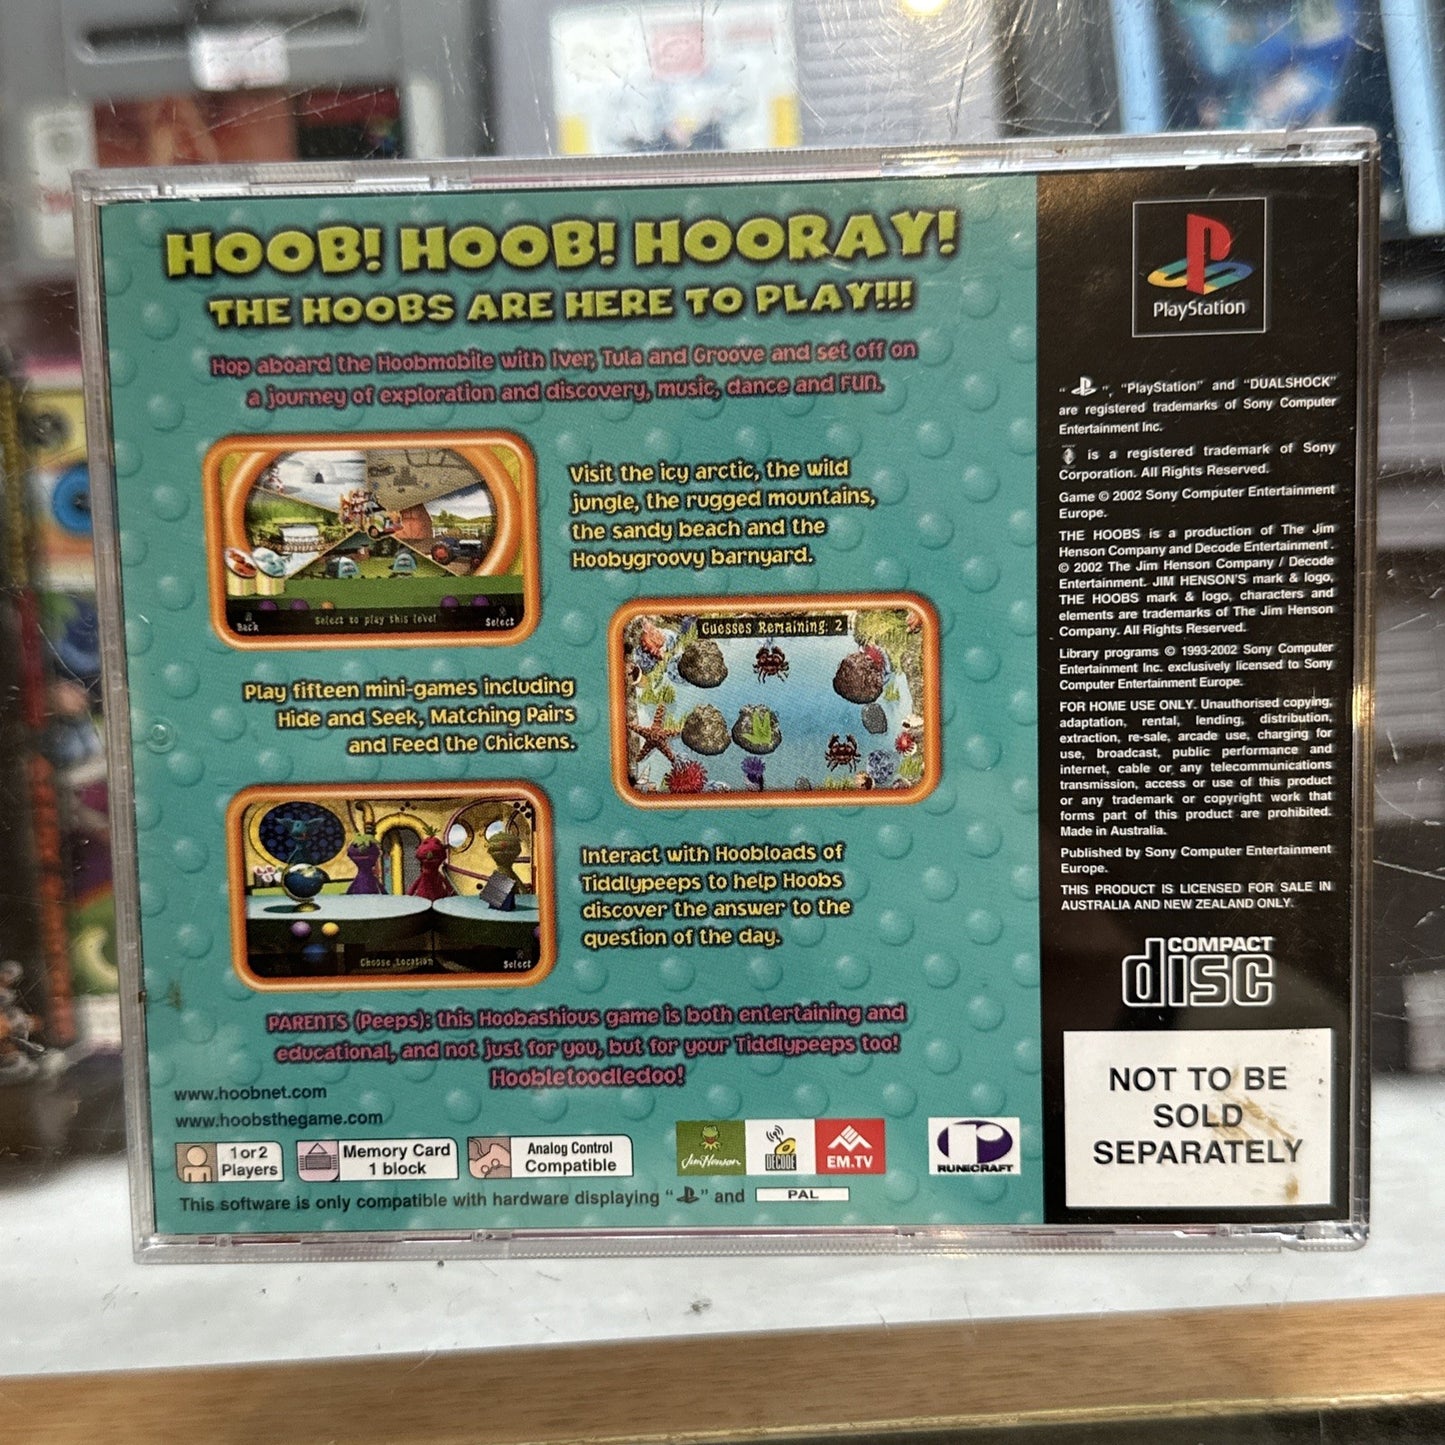 HOOB! HOOB! HOORAY!
THE HOOBS ARE HERE TO PLAY!!!
Hop aboard the Hoobmobile with Iver, Tula and Groove and set off on
a journey of exploration and discovery, music, dance and FUN.
Visit the icy arctic, the wild
jungle, the rugged mountains,
the sandy beach and the
Hoobygroovy barnyard.
Back
Select to play this level
Select
Guesses Remaining: 2
Play fifteen mini-games including
Hide and Seek, Matching Pairs
and Feed the Chickens.
Choose Location
Select
Interact with Hoobloads of
Tiddlypeeps to help Hoobs
discover the answer to the
question of the day.
PARENTS (Peeps): this Hoobashious game is both entertaining and
educational, and not just for you, but for your Tiddlypeeps too!
Hoobletoodledoo!
www.hoobnet.com
www.hoobsthegame.com
1 or 2
Players
Memory Card
1 block
Analog Control
Compatible
Jim Henson
DECODE
EM.TV
RUNECRAFT
This software is only compatible with hardware displaying " " and PAL
PlayStation
" ", "PlayStation" and "DUALSHOCK"
are registered trademarks of Sony Computer
Entertainment Inc.
is a registered trademark of Sony
Corporation. All Rights Reserved.
Game © 2002 Sony Computer Entertainment
Europe.
THE HOOBS is a production of The Jim
Henson Company and Decode Entertainment.
© 2002 The Jim Henson Company / Decode
Entertainment. JIM HENSON'S mark & logo,
THE HOOBS mark & logo, characters and
elements are trademarks of The Jim Henson
Company. All Rights Reserved.
Library programs © 1993-2002 Sony Computer
Entertainment Inc. exclusively licensed to Sony
Computer Entertainment Europe.
FOR HOME USE ONLY. Unauthorised copying,
adaptation, rental, lending, distribution,
extraction, re-sale, arcade use, charging for
use, broadcast, public performance and
internet, cable or any telecommunications
transmission, access or use of this product
or any trademark or copyright work that
forms part of this product are prohibited.
Made in Australia.
Published by Sony Computer Entertainment
Europe.
THIS PRODUCT IS LICENSED FOR SALE IN
AUSTRALIA AND NEW ZEALAND ONLY.
COMPACT
disc
NOT TO BE
SOLD
SEPARATELY